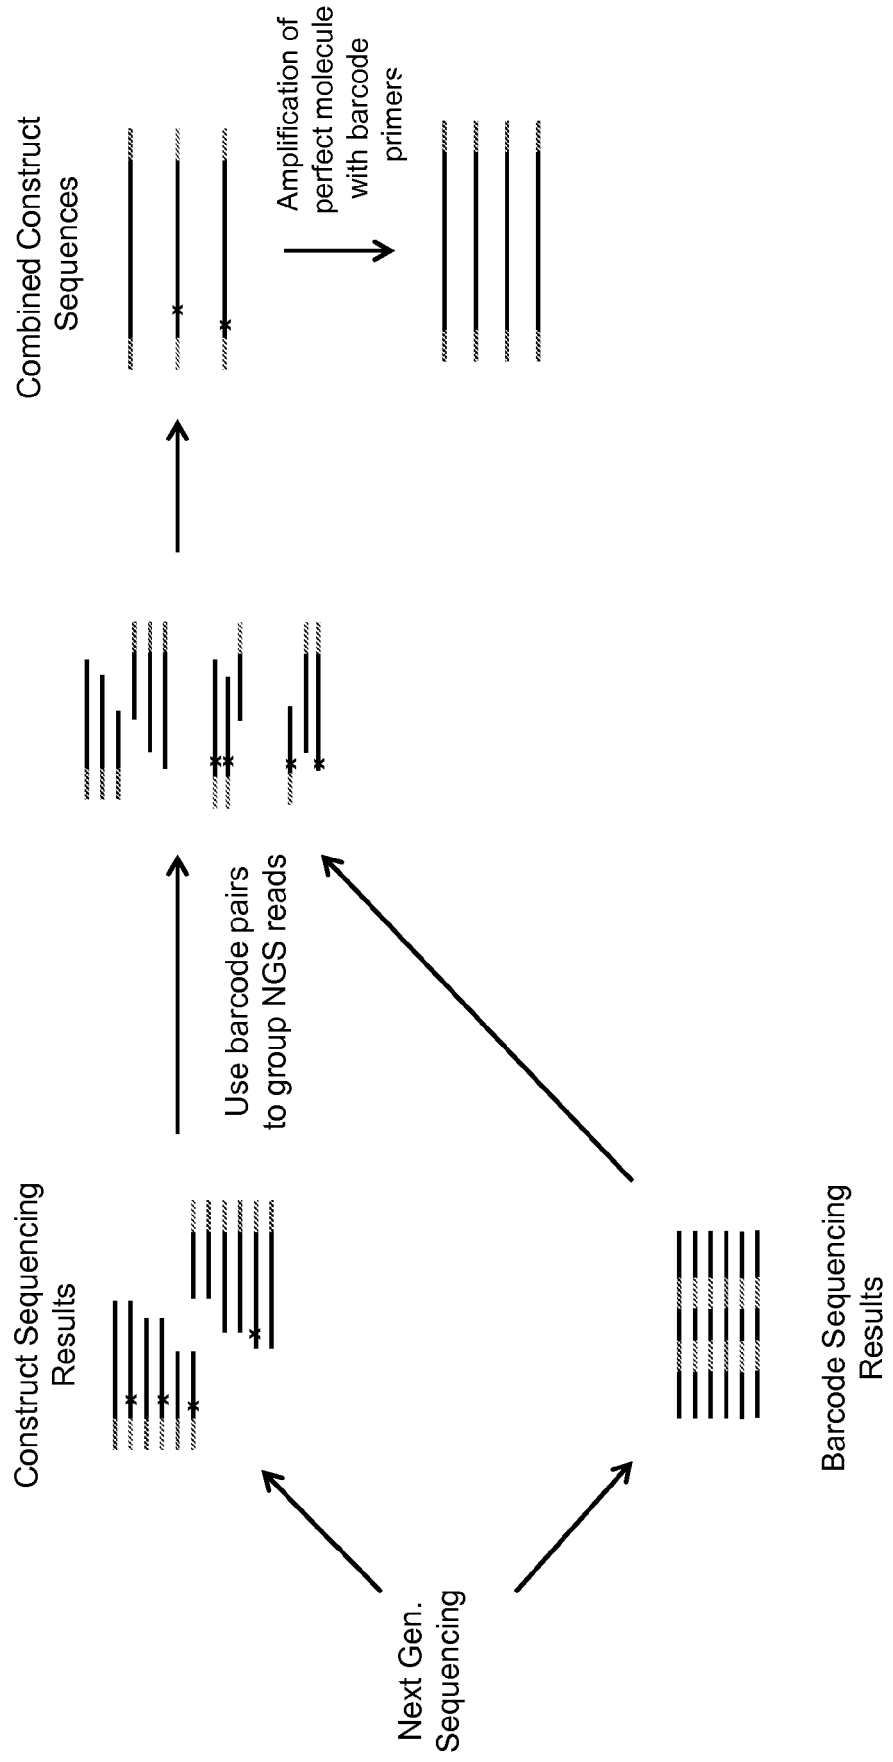 Next Gen.
Sequencing
Construct Sequencing
Results
Barcode Sequencing
Results
Use barcode pairs
to group NGS reads
Combined Construct
Sequences
Amplification of
perfect molecule
with barcode
primers